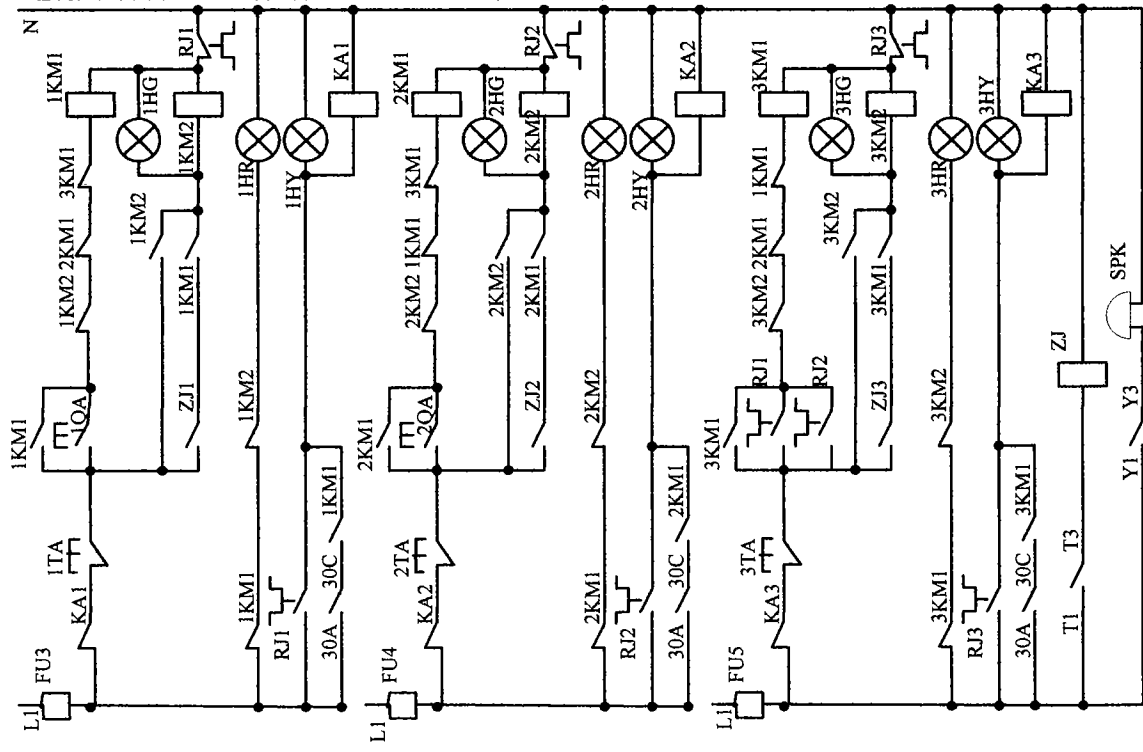 N
L1
FU3
KA1
1TA
1KM1
1QA
1KM2
2KM1
3KM1
1KM1
1HG
1KM2
RJ1
ZJ1
1KM1
1KM2
1KM1
1KM2
1HR
RJ1
1HY
KA1
30A
30C
1KM1
L1
FU4
KA2
2TA
2KM1
2QA
2KM2
1KM1
3KM1
2KM1
2HG
2KM2
RJ2
ZJ2
2KM2
2KM1
2KM1
2KM2
2HR
RJ2
2HY
KA2
30A
30C
2KM1
L1
FU5
KA3
3TA
3KM1
RJ1
RJ2
3KM2
2KM1
1KM1
3KM1
3HG
3KM2
RJ3
ZJ3
3KM2
3KM1
3KM1
3KM2
3HR
RJ3
3HY
KA3
30A
30C
3KM1
T1
T3
ZJ
Y1
Y3
SPK